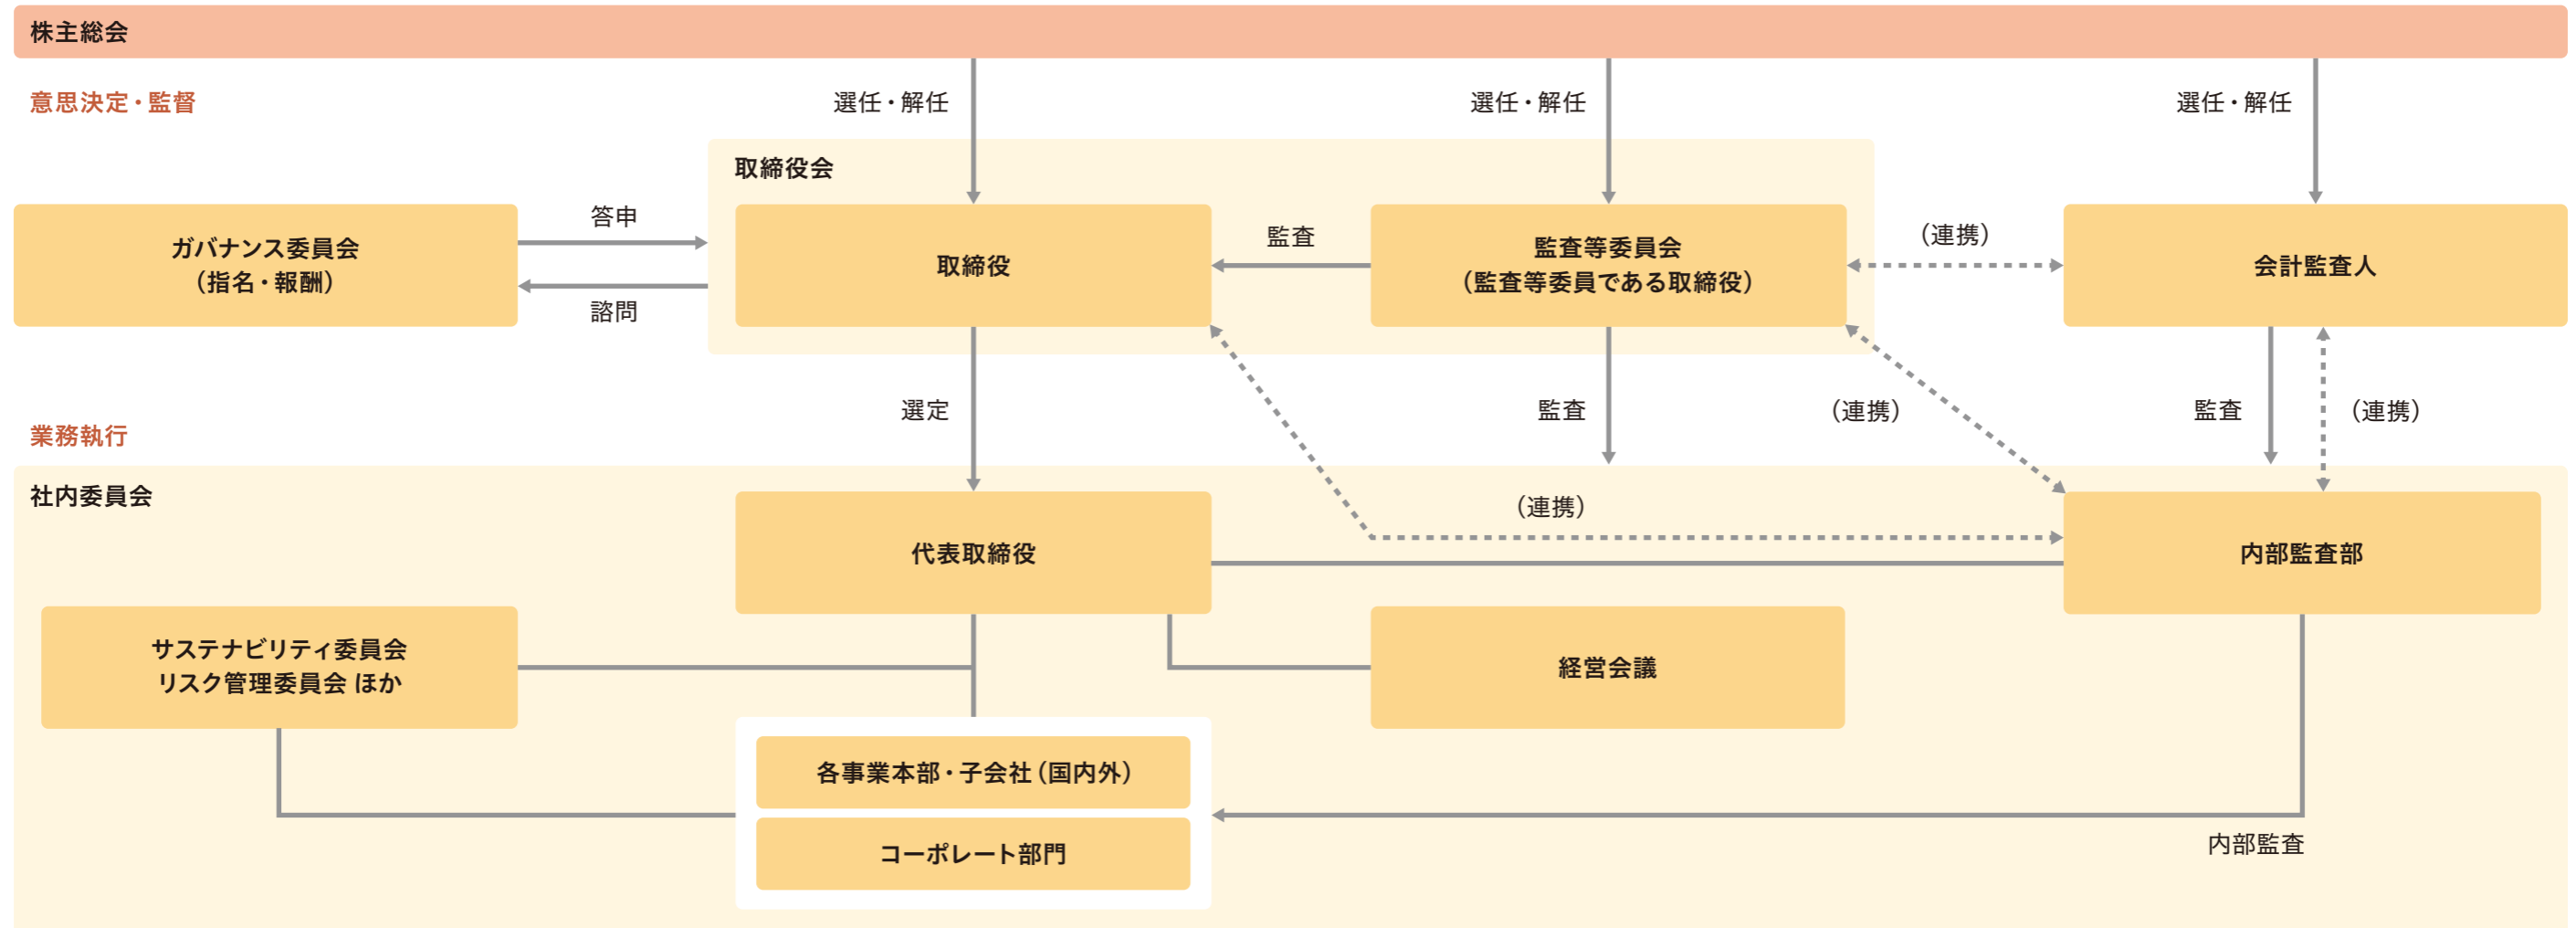 株主総会
意思決定・監督
選任・解任
選任・解任
選任・解任
取締役会
ガバナンス委員会
（指名・報酬）
答申
諮問
取締役
監査
監査等委員会
（監査等委員である取締役）
（連携）
会計監査人
選定
監査
（連携）
監査
（連携）
業務執行
社内委員会
代表取締役
（連携）
内部監査部
サステナビリティ委員会
リスク管理委員会 ほか
経営会議
各事業本部・子会社（国内外）
コーポレート部門
内部監査